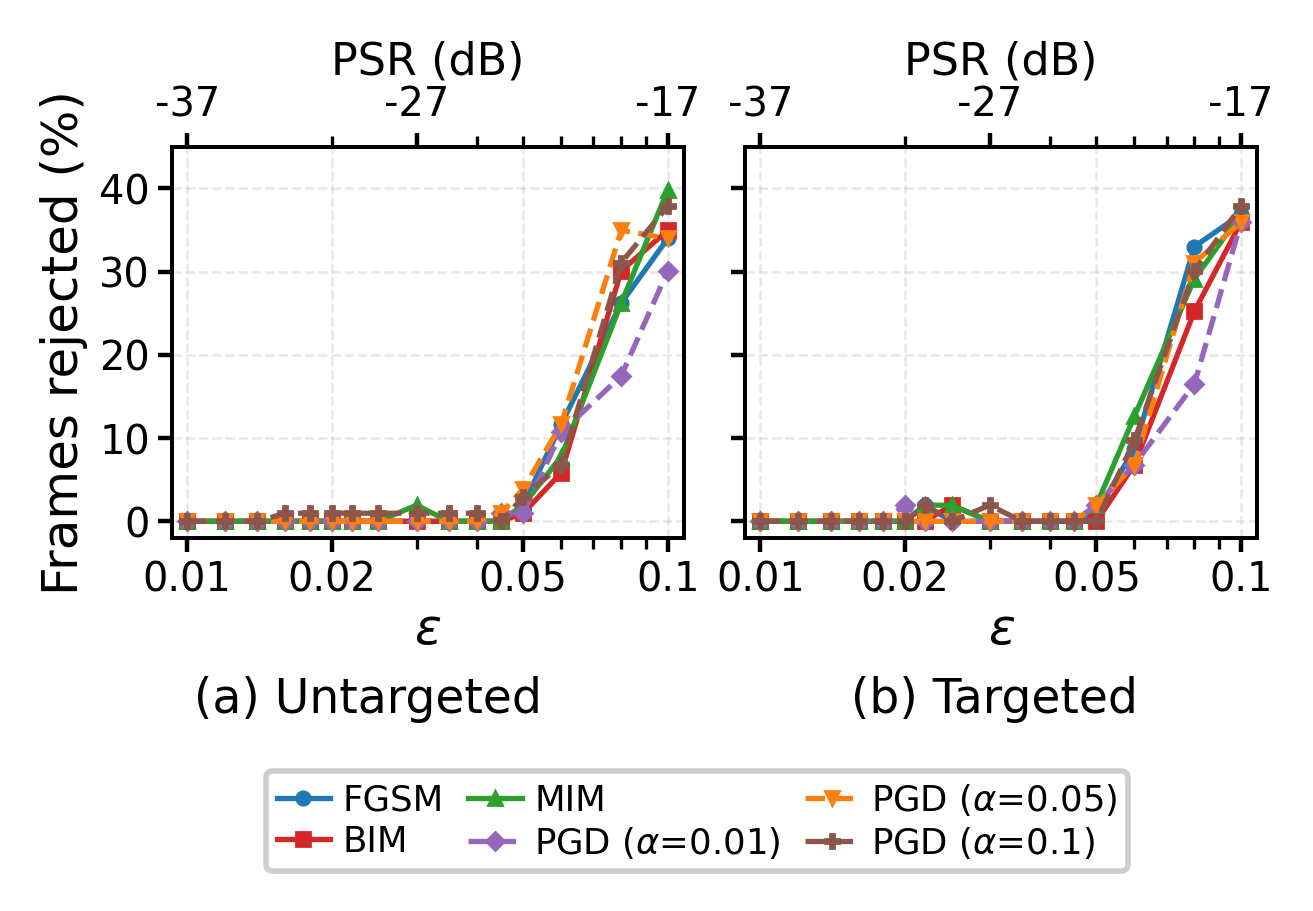 PSR (dB) PSR (dB)
-37 -27 -17 -37 -27 -17
Frames rejected (%)
40
30
20
10
0
0.01 0.02 0.05 0.1 0.01 0.02 0.05 0.1
ε ε
(a) Untargeted (b) Targeted
FGSM MIM PGD (α=0.05)
BIM PGD (α=0.01) PGD (α=0.1)